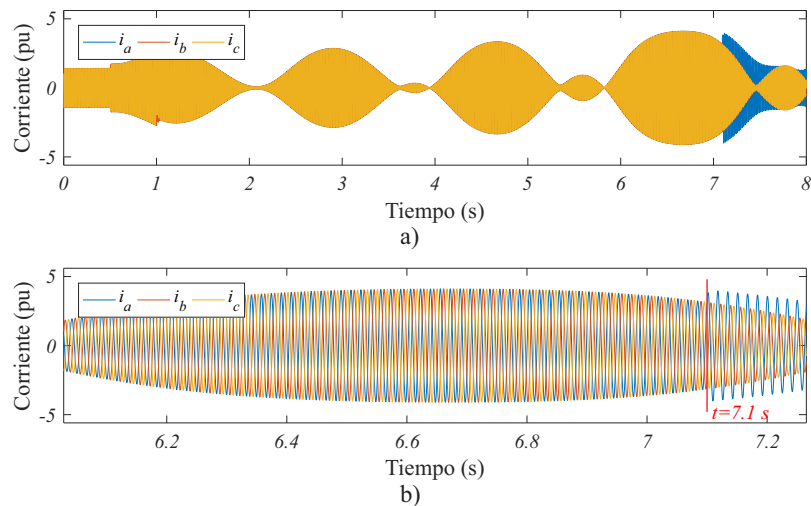 5
i_a i_b i_c
Corriente (pu)
0
-5
0 1 2 3 4 5 6 7 8
Tiempo (s)
a)
5
i_a i_b i_c
Corriente (pu)
0
-5
t=7.1 s
6.2 6.4 6.6 6.8 7 7.2
Tiempo (s)
b)